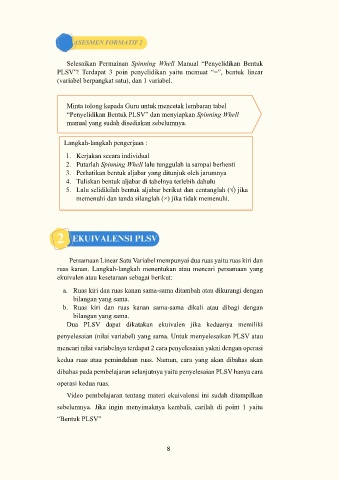 ASESMEN FORMATIF 2
Selesaikan Permainan Spinning Whell Manual "Penyelidikan Bentuk
PLSV"! Terdapat 3 poin penyelidikan yaitu memuat "=", bentuk linear
(variabel berpangkat satu), dan 1 variabel.
Minta tolong kepada Guru untuk mencetak lembaran tabel
"Penyelidikan Bentuk PLSV" dan menyiapkan Spinning Whell
manual yang sudah disediakan sebelumnya.
Langkah-langkah pengerjaan :
1. Kerjakan secara individual
2. Putarlah Spinning Whell lalu tunggulah ia sampai berhenti
3. Perhatikan bentuk aljabar yang ditunjuk oleh jarumnya
4. Tuliskan bentuk aljabar di tabelnya terlebih dahulu
5. Lalu selidikilah bentuk aljabar berikut dan centanglah (√) jika
memenuhi dan tanda silanglah (×) jika tidak memenuhi.
2 EKUIVALENSI PLSV
Persamaan Linear Satu Variabel mempunyai dua ruas yaitu ruas kiri dan
ruas kanan. Langkah-langkah menentukan atau mencari persamaan yang
ekuivalen atau kesetaraan sebagai berikut:
a. Ruas kiri dan ruas kanan sama-sama ditambah atau dikurangi dengan
bilangan yang sama.
b. Ruas kiri dan ruas kanan sama-sama dikali atau dibagi dengan
bilangan yang sama.
Dua PLSV dapat dikatakan ekuivalen jika keduanya memiliki
penyelesaian (nilai variabel) yang sama. Untuk menyelesaikan PLSV atau
mencari nilai variabelnya terdapat 2 cara penyelesaian yakni dengan operasi
kedua ruas atau pemindahan ruas. Namun, cara yang akan dibahas akan
dibahas pada pembelajaran selanjutnya yaitu penyelesaian PLSV hanya cara
operasi kedua ruas.
Video pembelajaran tentang materi ekuivalensi ini sudah ditampilkan
sebelumnya. Jika ingin menyimaknya kembali, carilah di point 1 yaitu
"Bentuk PLSV"
8